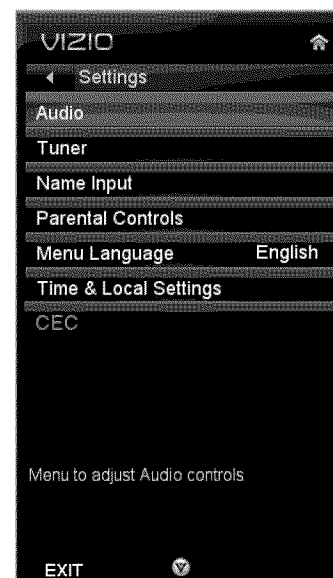 VIZIO
Settings
Audio
Tuner
Name Input
Parental Controls
Menu Language English
Time & Local Settings
CEC
Menu to adjust Audio controls
EXIT